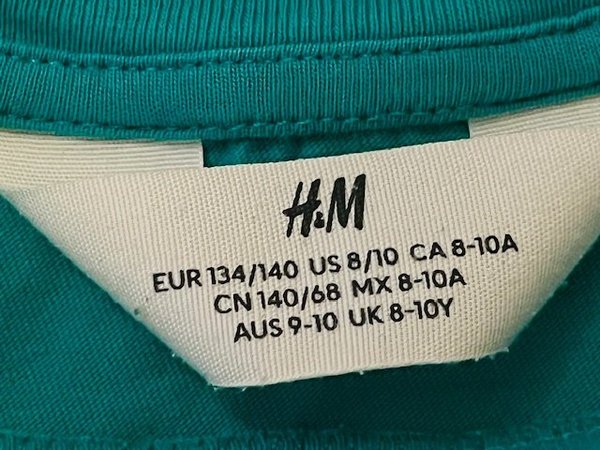 H&M
EUR 134/140 US 8/10 CA 8-10A
CN 140/68 MX 8-10A
AUS 9-10 UK 8-10Y